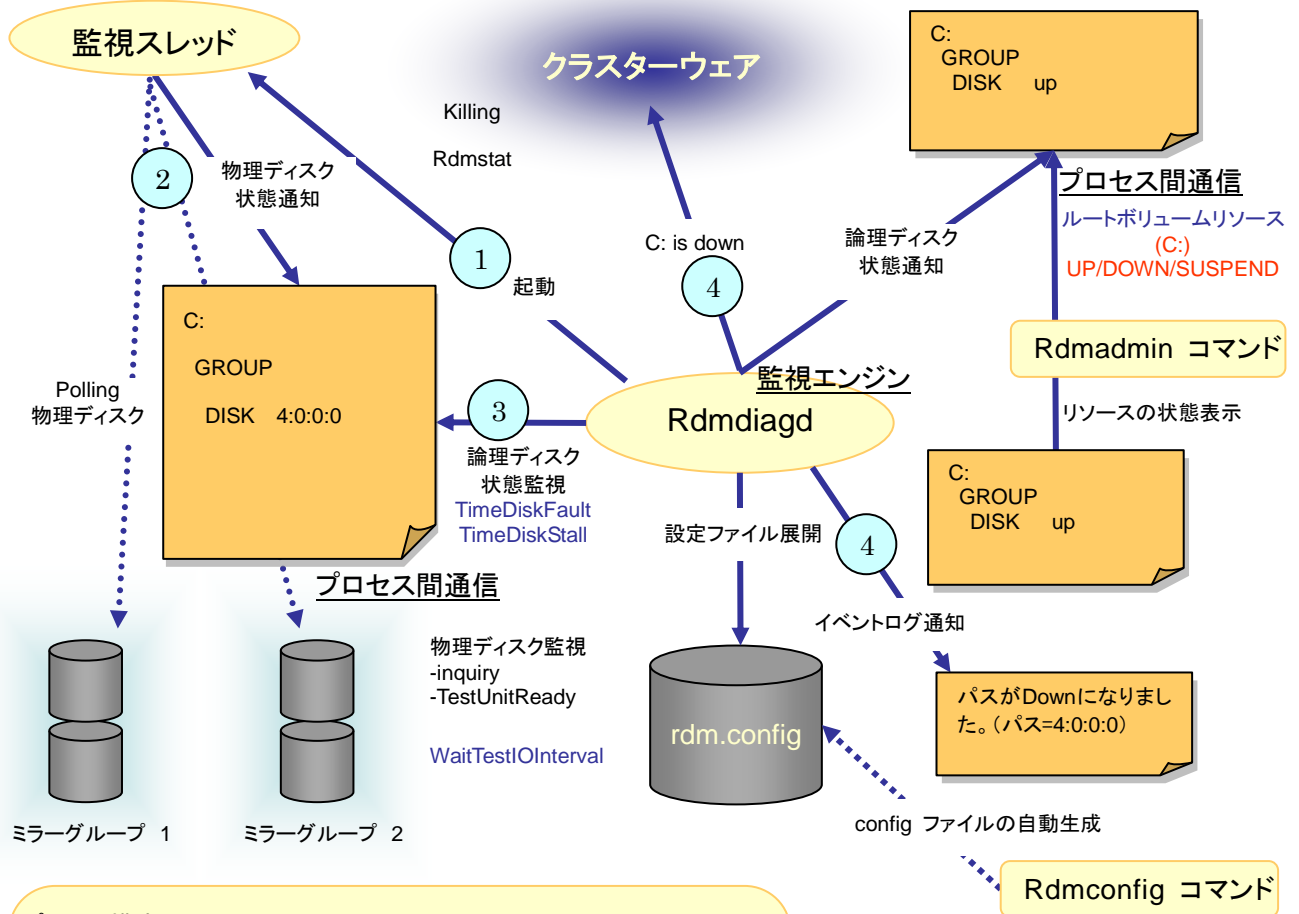 監視スレッド
クラスターウェア
C:
GROUP
DISK up
Killing
Rdmstat
2
物理ディスク
状態通知
プロセス間通信
ルートボリュームリソース
(C:)
UP/DOWN/SUSPEND
1
起動
C: is down
4
論理ディスク
状態通知
C:
GROUP
DISK 4:0:0:0
Rdmadmin コマンド
Polling
物理ディスク
3
監視エンジン
Rdmdiagd
リソースの状態表示
論理ディスク
状態監視
TimeDiskFault
TimeDiskStall
C:
GROUP
DISK up
設定ファイル展開
4
プロセス間通信
イベントログ通知
物理ディスク監視
-inquiry
-TestUnitReady
WaitTestIOInterval
rdm.config
パスがDownになりまし
た。(パス=4:0:0:0)
ミラーグループ 1
ミラーグループ 2
config ファイルの自動生成
Rdmconfig コマンド